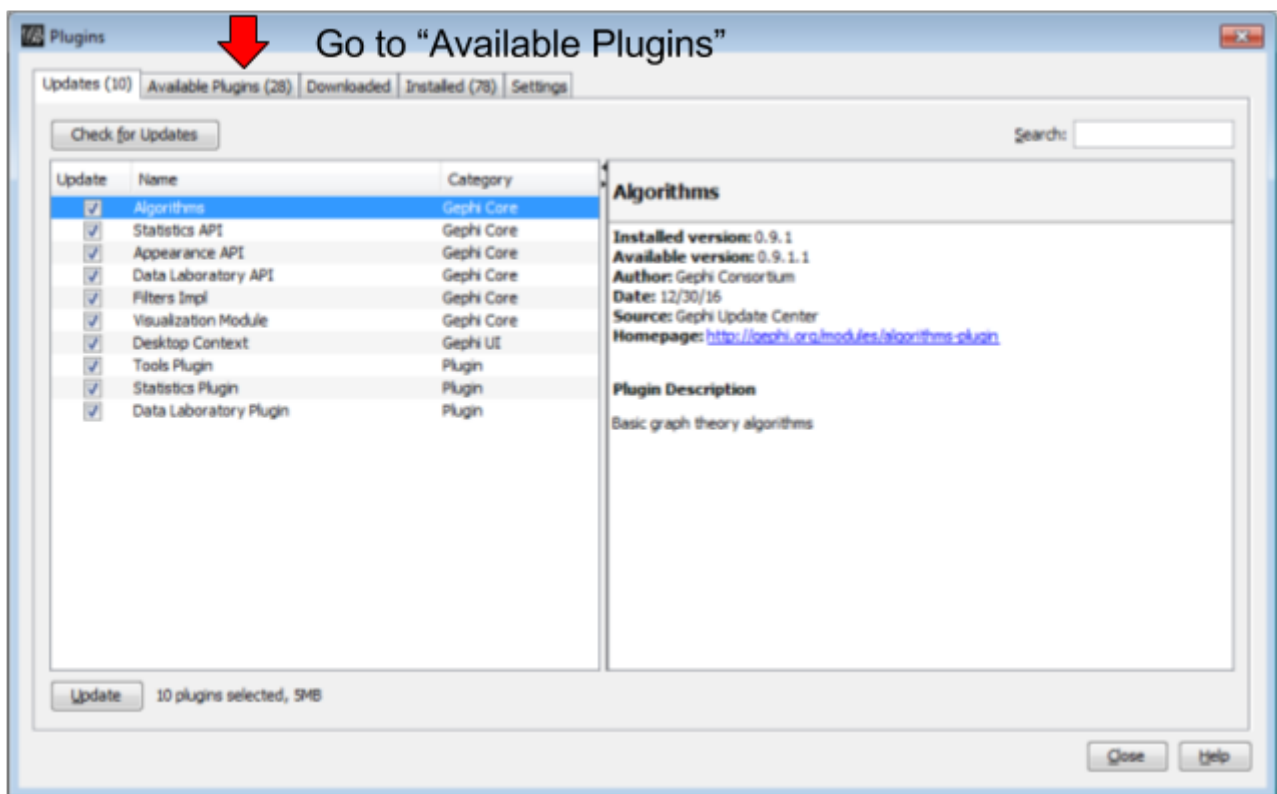 Plugins
Go to “Available Plugins”
Updates (10) Available Plugins (28) Downloaded Installed (78) Settings
Check for Updates Search:
Update Name Category
Algorithms Gephi Core
Statistics API Gephi Core
Appearance API Gephi Core
Data Laboratory API Gephi Core
Filters Impl Gephi Core
Visualization Module Gephi Core
Desktop Context Gephi UI
Tools Plugin Plugin
Statistics Plugin Plugin
Data Laboratory Plugin Plugin
Algorithms
Installed version: 0.9.1
Available version: 0.9.1.1
Author: Gephi Consortium
Date: 12/30/16
Source: Gephi Update Center
Homepage: http://gephi.org/modules/algorithms-plugin
Plugin Description
Basic graph theory algorithms
Update 10 plugins selected, 5MB
Close Help